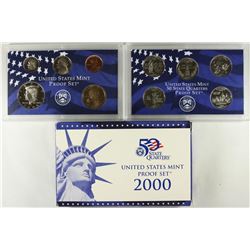 UNITED STATES MINT
PROOF SET
UNITED STATES MINT
50 STATE QUARTERS
PROOF SET
50
STATE
QUARTERS
UNITED STATES MINT
PROOF SET
2000